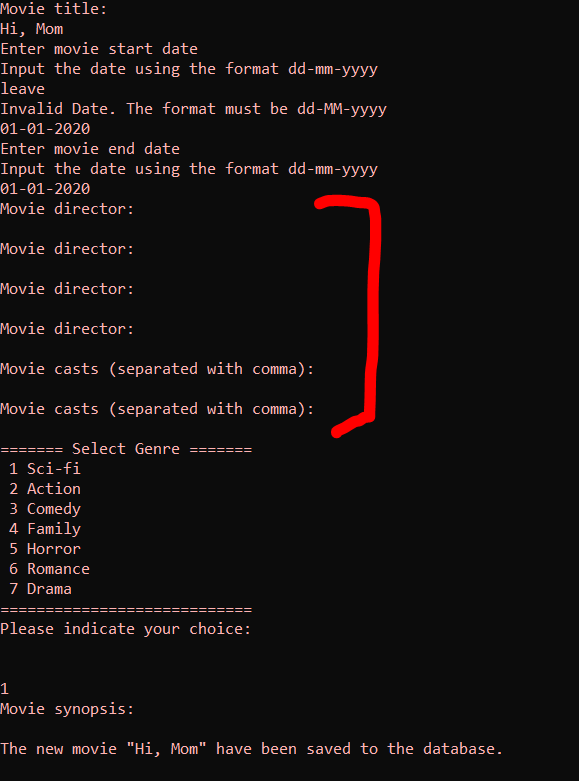 Movie title:
Hi, Mom
Enter movie start date
Input the date using the format dd-mm-yyyy
leave
Invalid Date. The format must be dd-MM-yyyy
01-01-2020
Enter movie end date
Input the date using the format dd-mm-yyyy
01-01-2020
Movie director:
Movie director:
Movie director:
Movie director:
Movie casts (separated with comma):
Movie casts (separated with comma):
======= Select Genre =======
1 Sci-fi
2 Action
3 Comedy
4 Family
5 Horror
6 Romance
7 Drama
============================
Please indicate your choice:
1
Movie synopsis:
The new movie "Hi, Mom" have been saved to the database.